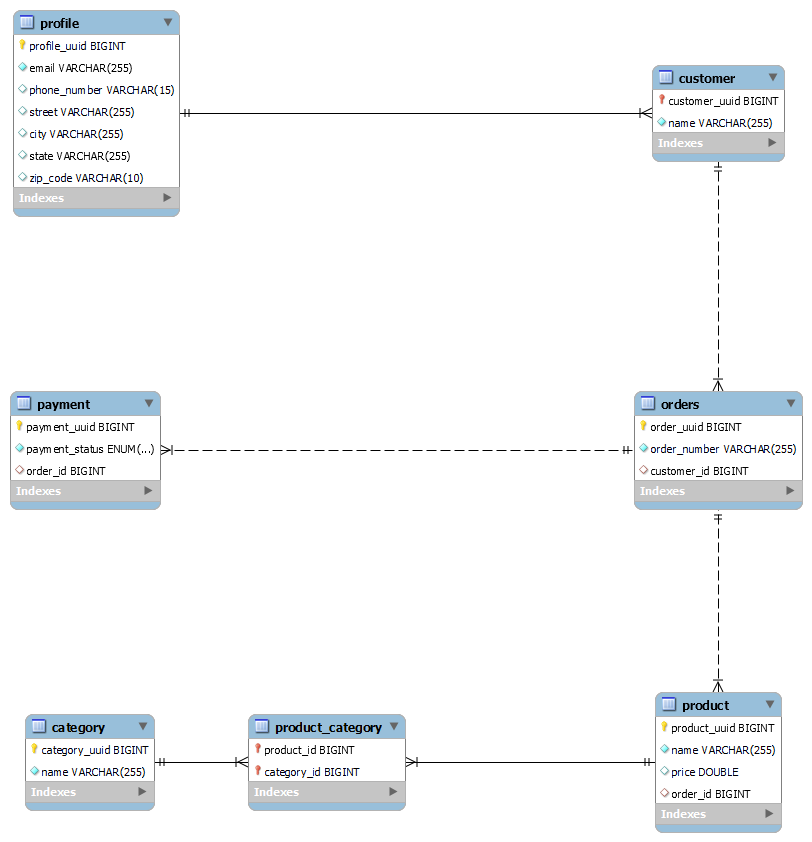 profile
profile_uuid BIGINT
email VARCHAR(255)
phone_number VARCHAR(15)
street VARCHAR(255)
city VARCHAR(255)
state VARCHAR(255)
zip_code VARCHAR(10)
Indexes
customer
customer_uuid BIGINT
name VARCHAR(255)
Indexes
payment
payment_uuid BIGINT
payment_status ENUM(...)
order_id BIGINT
Indexes
orders
order_uuid BIGINT
order_number VARCHAR(255)
customer_id BIGINT
Indexes
category
category_uuid BIGINT
name VARCHAR(255)
Indexes
product_category
product_id BIGINT
category_id BIGINT
Indexes
product
product_uuid BIGINT
name VARCHAR(255)
price DOUBLE
order_id BIGINT
Indexes